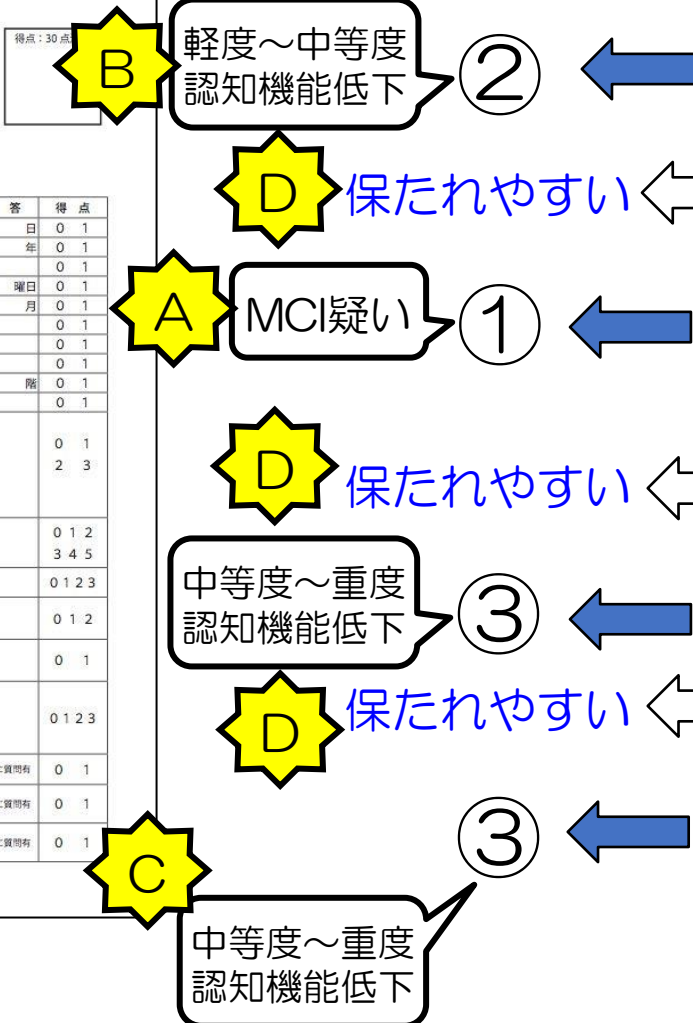 得点：30点
答 得 点
日 0 1
年 0 1
0 1
曜日 0 1
月 0 1
0 1
0 1
0 1
階 0 1
0 1
0 1
2 3
0 1 2
3 4 5
0 1 2 3
0 1 2
0 1
0 1 2 3
質問有 0 1
質問有 0 1
質問有 0 1
B
軽度～中等度
認知機能低下
②
D
保たれやすい
A
MCI疑い
①
D
保たれやすい
中等度～重度
認知機能低下
③
D
保たれやすい
③
C
中等度～重度
認知機能低下